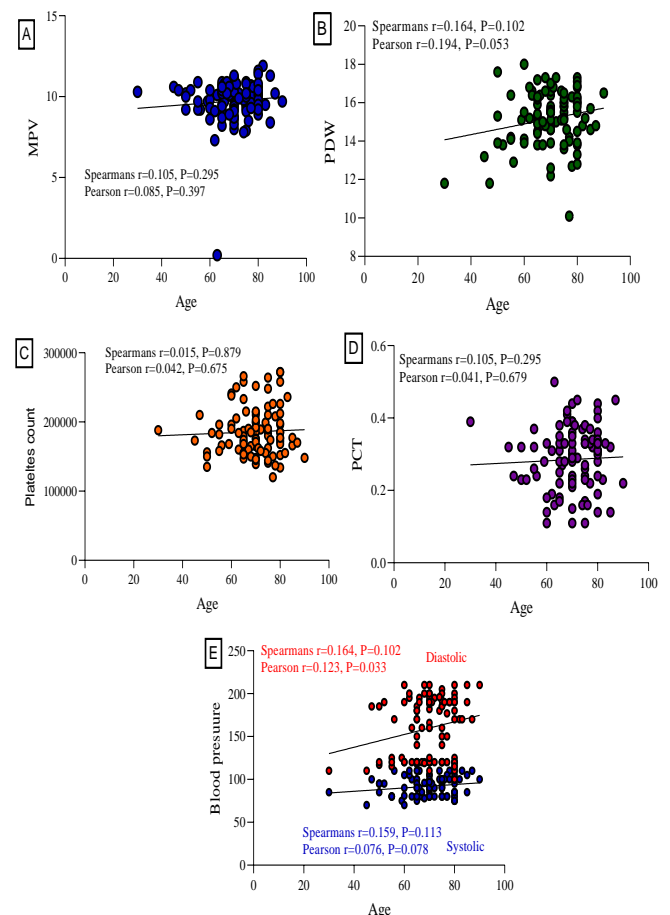 A
15
10
5
0
MPV
Spearmans r=0.105, P=0.295
Pearson r=0.085, P=0.397
0 20 40 60 80 100
Age
B
Spearmans r=0.164, P=0.102
Pearson r=0.194, P=0.053
20
18
16
14
12
10
8
PDW
0 20 40 60 80 100
Age
C
Spearmans r=0.015, P=0.879
Pearson r=0.042, P=0.675
300000
200000
100000
0
Plateltes count
0 20 40 60 80 100
Age
D
Spearmans r=0.105, P=0.295
Pearson r=0.041, P=0.679
0.6
0.4
0.2
0.0
PCT
0 20 40 60 80 100
Age
E
Spearmans r=0.164, P=0.102
Pearson r=0.123, P=0.033
Diastolic
250
200
150
100
50
0
Blood presuure
Spearmans r=0.159, P=0.113
Pearson r=0.076, P=0.078
Systolic
0 20 40 60 80 100
Age